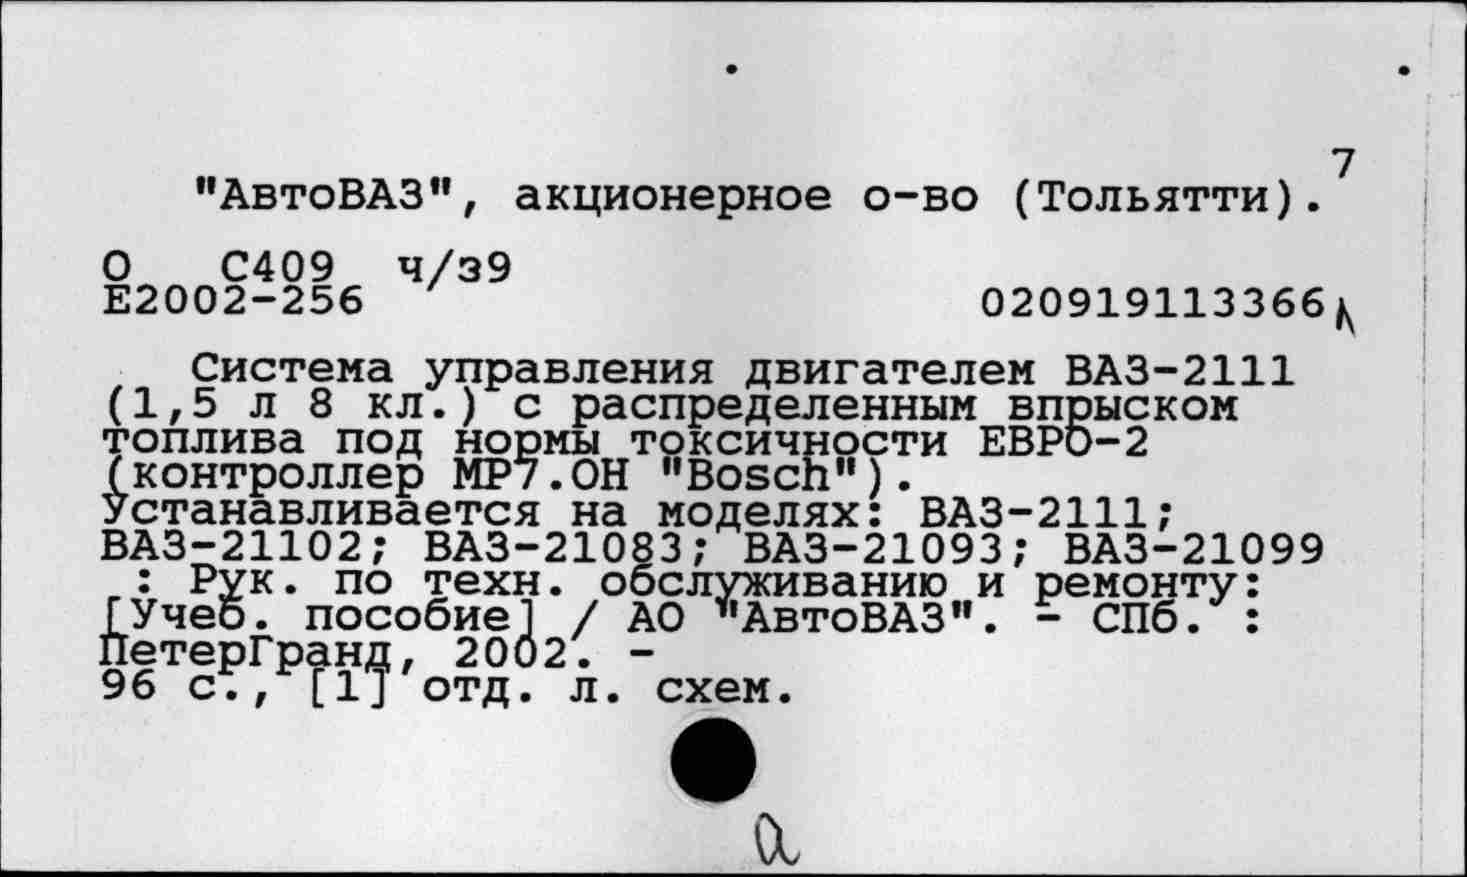 7
"АвтоВАЗ", акционерное о-во (Тольятти).
О С409 ч/з9
Е2002-256 020919113366к
Система управления двигателем ВАЗ-2111
(1,5 л 8 кл.) с распределенным впрыском
топлива под нормы токсичности ЕВРО-2
(контроллер МР7.ОН "Bosch").
Устанавливается на моделях: ВАЗ-2111;
ВАЗ-21102; ВАЗ-21083; ВАЗ-21093; ВАЗ-21099
: Рук. по техн. обслуживанию и ремонту:
[Учеб. пособие] / АО "АвтоВАЗ". - СПб. :
ПетерГранд, 2002. -
96 с., [1] отд. л. схем.
а